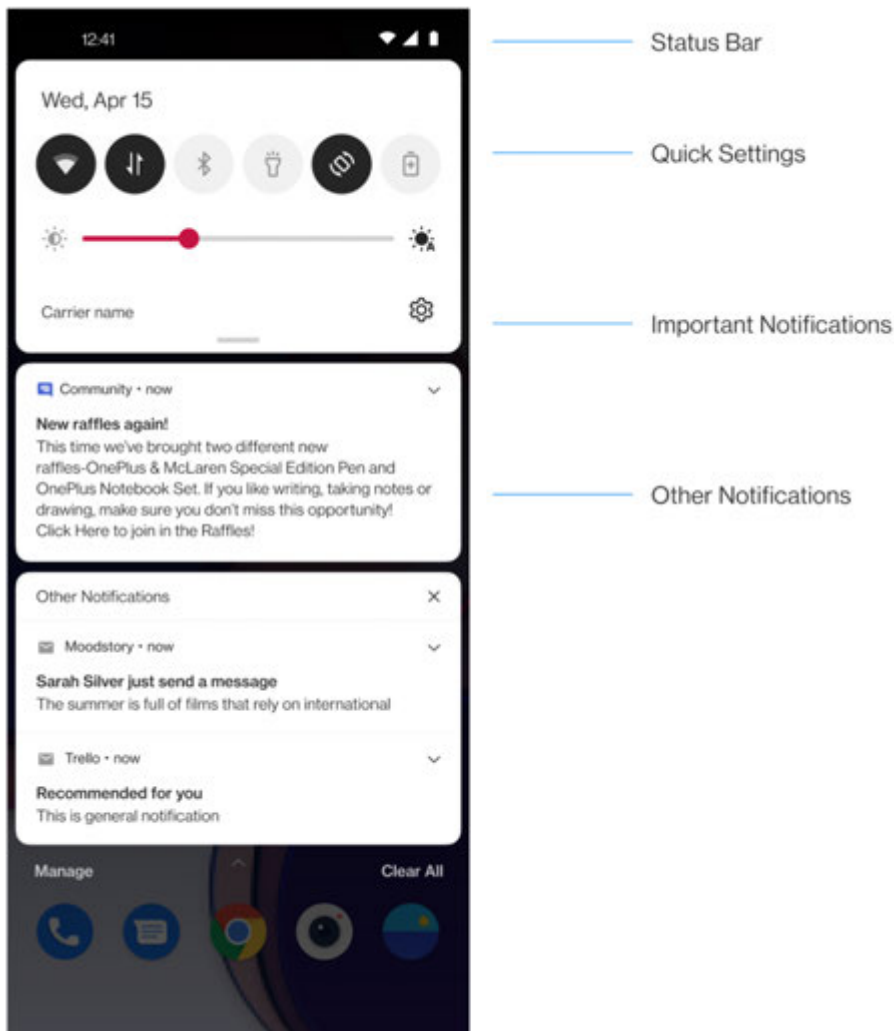 12:41
Status Bar
Wed, Apr 15
Quick Settings
A
Carrier name
Important Notifications
Community • now
New raffles again!
This time we've brought two different new
raffles-OnePlus & McLaren Special Edition Pen and
OnePlus Notebook Set. If you like writing, taking notes or
drawing, make sure you don't miss this opportunity!
Click Here to join in the Raffles!
Other Notifications
Other Notifications
Moodstory • now
Sarah Silver just send a message
The summer is full of films that rely on international
Trello • now
Recommended for you
This is general notification
Manage
Clear All